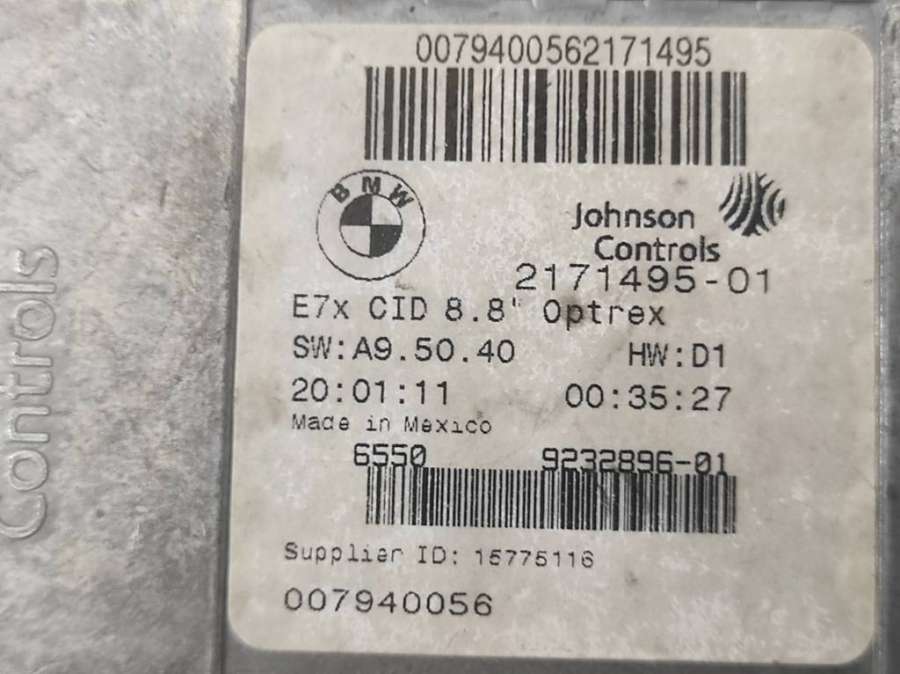 0079400562171495
BMW
Johnson
Controls
2171495-01
E7x CID 8.8" Optrex
SW:A9.50.40 HW:D1
20:01:11 00:35:27
Made in Mexico
6550 9232896-01
Supplier ID: 15775116
007940056
Controls